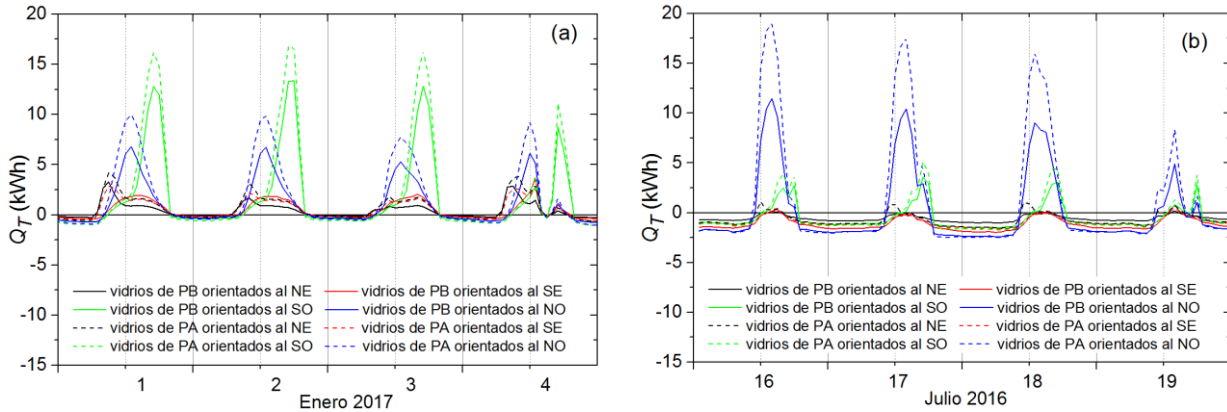 (a)
20
15
10
5
0
-5
-10
-15
Q_T (kWh)
vidrios de PB orientados al NE
vidrios de PB orientados al SE
vidrios de PB orientados al SO
vidrios de PB orientados al NO
vidrios de PA orientados al NE
vidrios de PA orientados al SE
vidrios de PA orientados al SO
vidrios de PA orientados al NO
1 2 3 4
Enero 2017
(b)
20
15
10
5
0
-5
-10
-15
Q_T (kWh)
vidrios de PB orientados al NE
vidrios de PB orientados al SE
vidrios de PB orientados al SO
vidrios de PB orientados al NO
vidrios de PA orientados al NE
vidrios de PA orientados al SE
vidrios de PA orientados al SO
vidrios de PA orientados al NO
16 17 18 19
Julio 2016